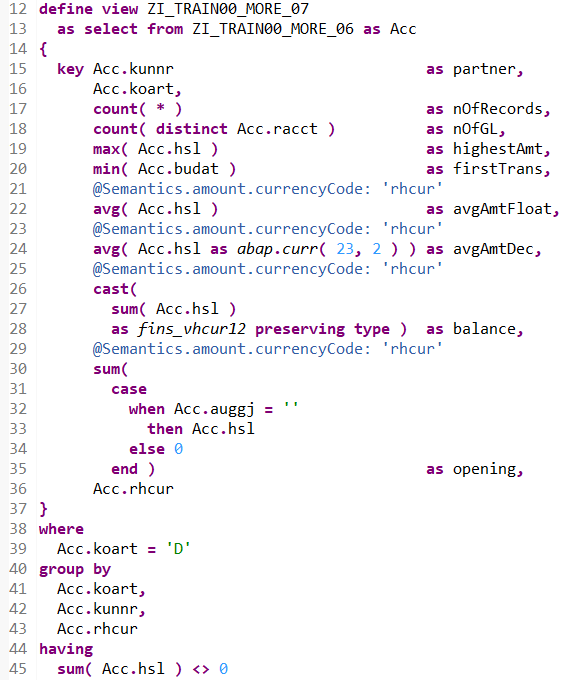 12 define view ZI_TRAIN00_MORE_07
13   as select from ZI_TRAIN00_MORE_06 as Acc
14 {
15   key Acc.kunnr                            as partner,
16       Acc.koart,
17       count( * )                           as nOfRecords,
18       count( distinct Acc.racct )          as nOfGL,
19       max( Acc.hsl )                       as highestAmt,
20       min( Acc.budat )                     as firstTrans,
21       @Semantics.amount.currencyCode: 'rhcur'
22       avg( Acc.hsl )                       as avgAmtFloat,
23       @Semantics.amount.currencyCode: 'rhcur'
24       avg( Acc.hsl as abap.curr( 23, 2 ) ) as avgAmtDec,
25       @Semantics.amount.currencyCode: 'rhcur'
26       cast(
27         sum( Acc.hsl )
28         as fins_vhcur12 preserving type )  as balance,
29       @Semantics.amount.currencyCode: 'rhcur'
30       sum(
31         case
32           when Acc.auggj = ''
33             then Acc.hsl
34           else 0
35         end )                              as opening,
36       Acc.rhcur
37 }
38 where
39   Acc.koart = 'D'
40 group by
41   Acc.koart,
42   Acc.kunnr,
43   Acc.rhcur
44 having
45   sum( Acc.hsl ) <> 0